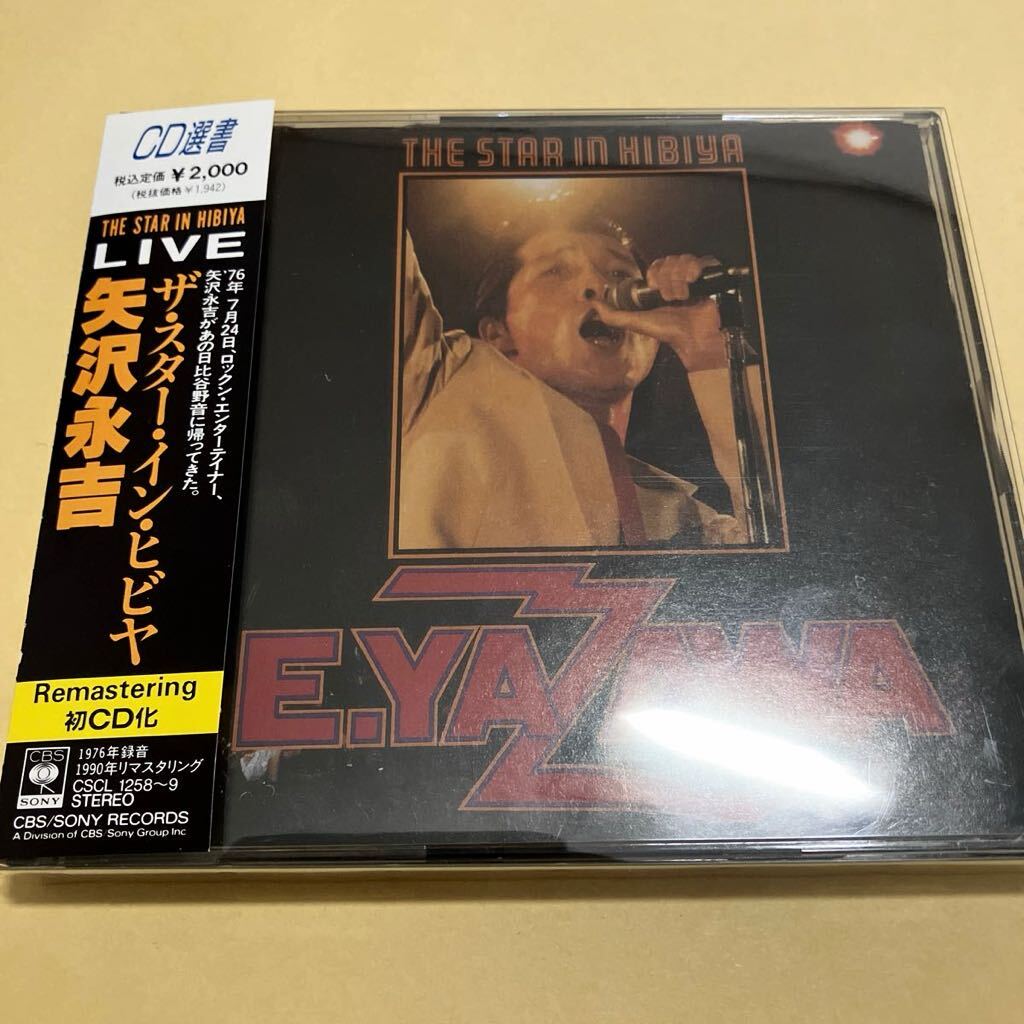 CD選書
税込定価 ¥2,000
(税抜価格¥1,942)
THE STAR IN HIBIYA
LIVE
'76年 7月24日、ロックン・エンターテイナー、
矢沢永吉があの日比谷野音に帰ってきた。
ザ・スター・イン・ヒビヤ
矢沢永吉
Remastering
初CD化
CBS
SONY
1976年録音
1990年リマスタリング
CSCL 1258〜9
STEREO
CBS/SONY RECORDS
A Division of CBS Sony Group Inc
THE STAR IN HIBIYA
E.YAZAWA